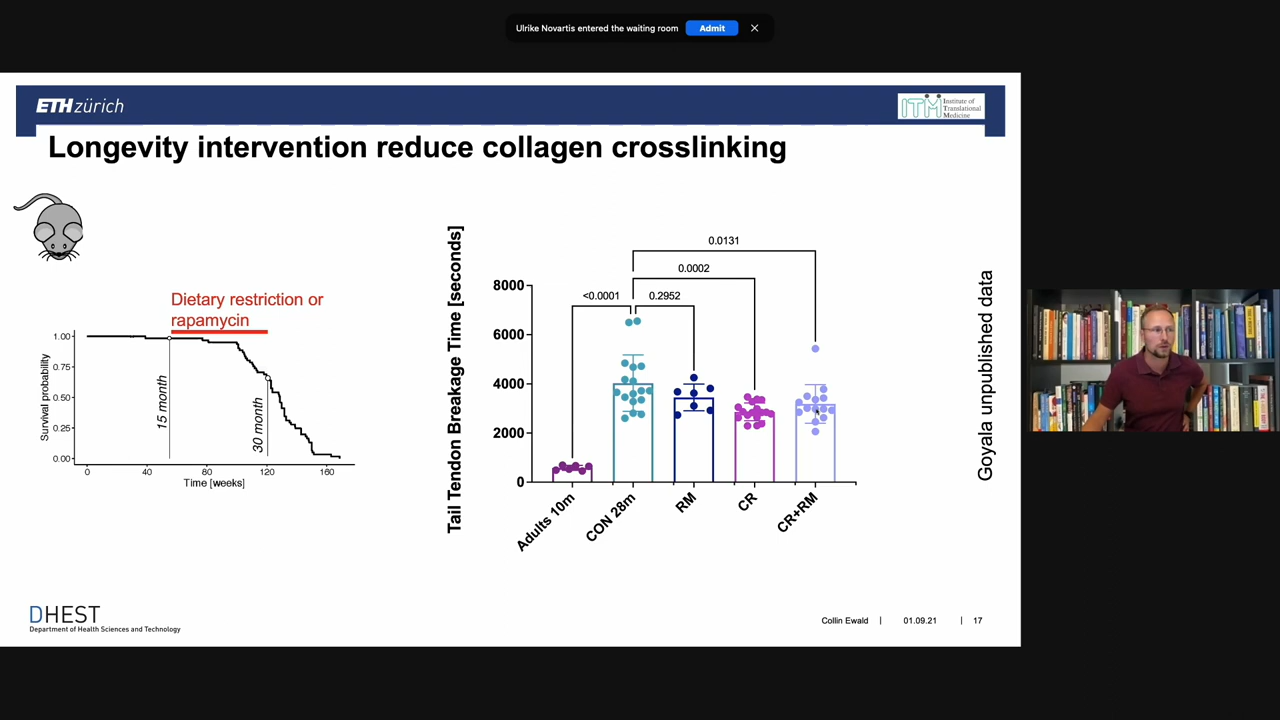 Ulrike Novartis entered the waiting room
Admit
ETH zürich
ITM
Institute of
Translational
Medicine
Longevity intervention reduce collagen crosslinking
Dietary restriction or
rapamycin
Survival probability
1.00
0.75
0.50
0.25
0.00
15 month
30 month
0
40
80
120
160
Time [weeks]
Tail Tendon Breakage Time [seconds]
8000
6000
4000
2000
0
0.0131
0.0002
<0.0001
0.2952
Adults 10m
CON 28m
RM
CR
CR+RM
Goyala unpublished data
DHEST
Department of Health Sciences and Technology
Collin Ewald | 01.09.21 | 17